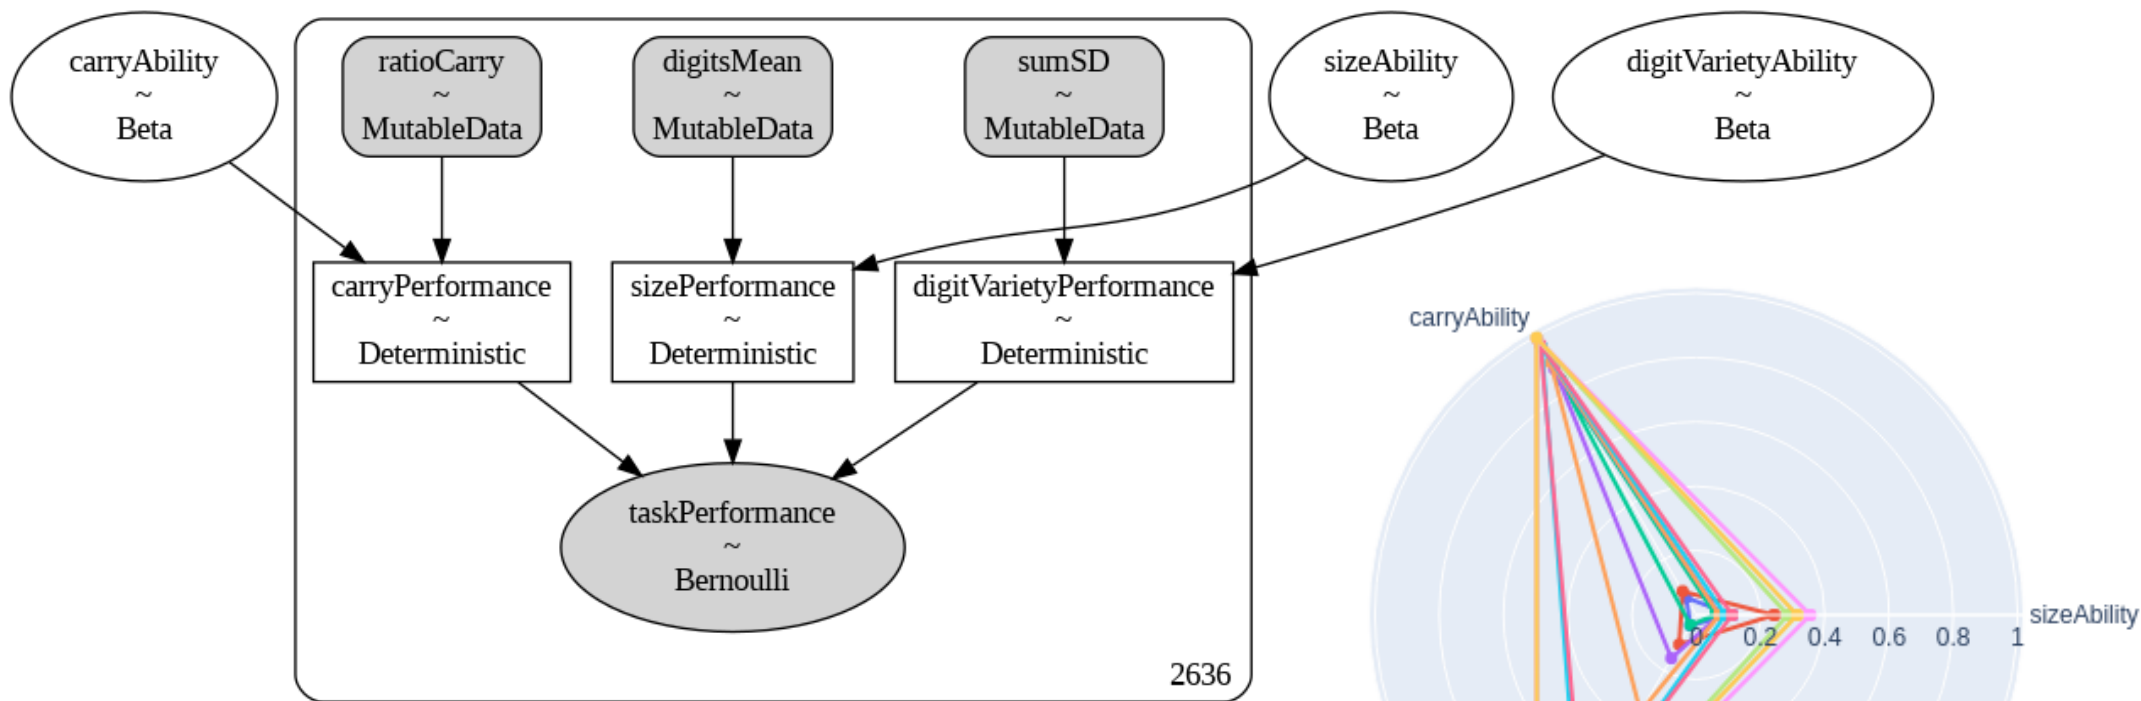 carryAbility
~
Beta
ratioCarry
~
MutableData
digitsMean
~
MutableData
sumSD
~
MutableData
sizeAbility
~
Beta
digitVarietyAbility
~
Beta
carryPerformance
~
Deterministic
sizePerformance
~
Deterministic
digitVarietyPerformance
~
Deterministic
taskPerformance
~
Bernoulli
2636
carryAbility
0 0.2 0.4 0.6 0.8 1
sizeAbility